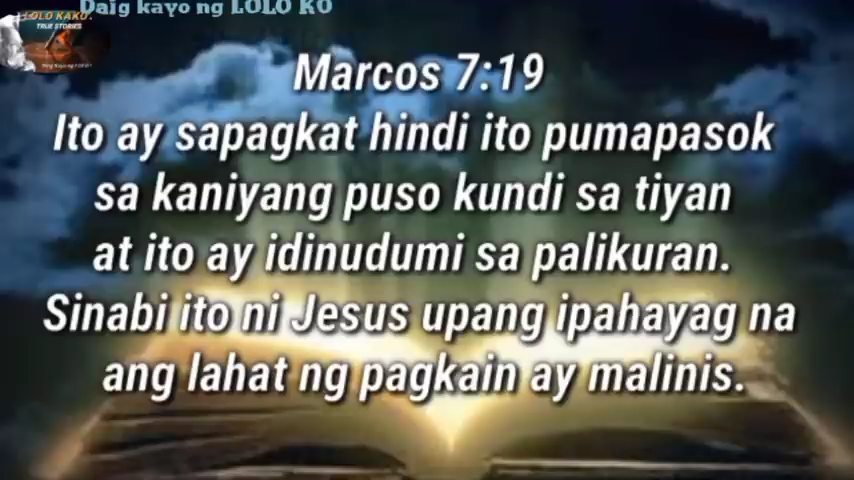 Daig kayo ng LOLO KO
LOLO KAKO.
TRUE STORIES
Marcos 7:19
Ito ay sapagkat hindi ito pumapasok
sa kaniyang puso kundi sa tiyan
at ito ay idinudumi sa palikuran.
Sinabi ito ni Jesus upang ipahayag na
ang lahat ng pagkain ay malinis.